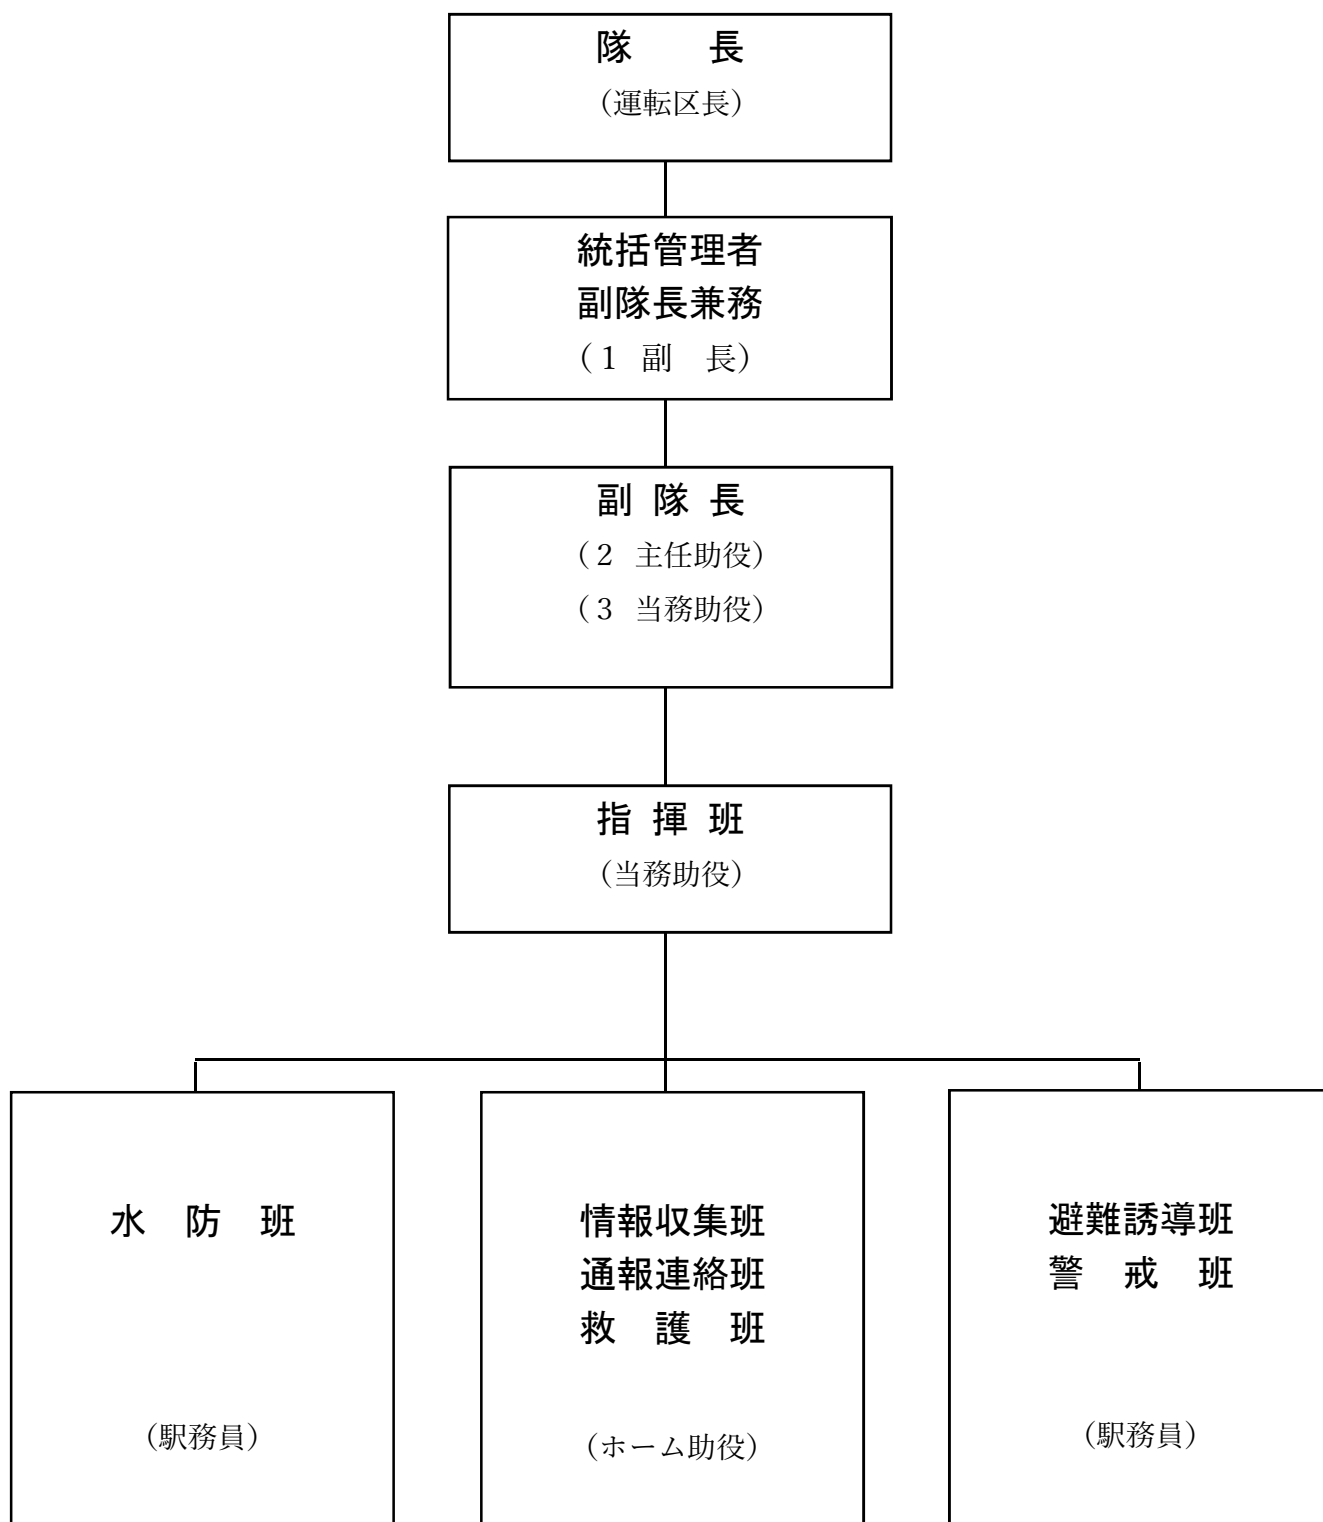 隊　　長
（運転区長）
統括管理者
副隊長兼務
（１ 副　長）
副 隊 長
（２ 主任助役）
（３ 当務助役）
指 揮 班
（当務助役）
水　防　班
（駅務員）
情報収集班
通報連絡班
救　護　班
（ホーム助役）
避難誘導班
警　戒　班
（駅務員）